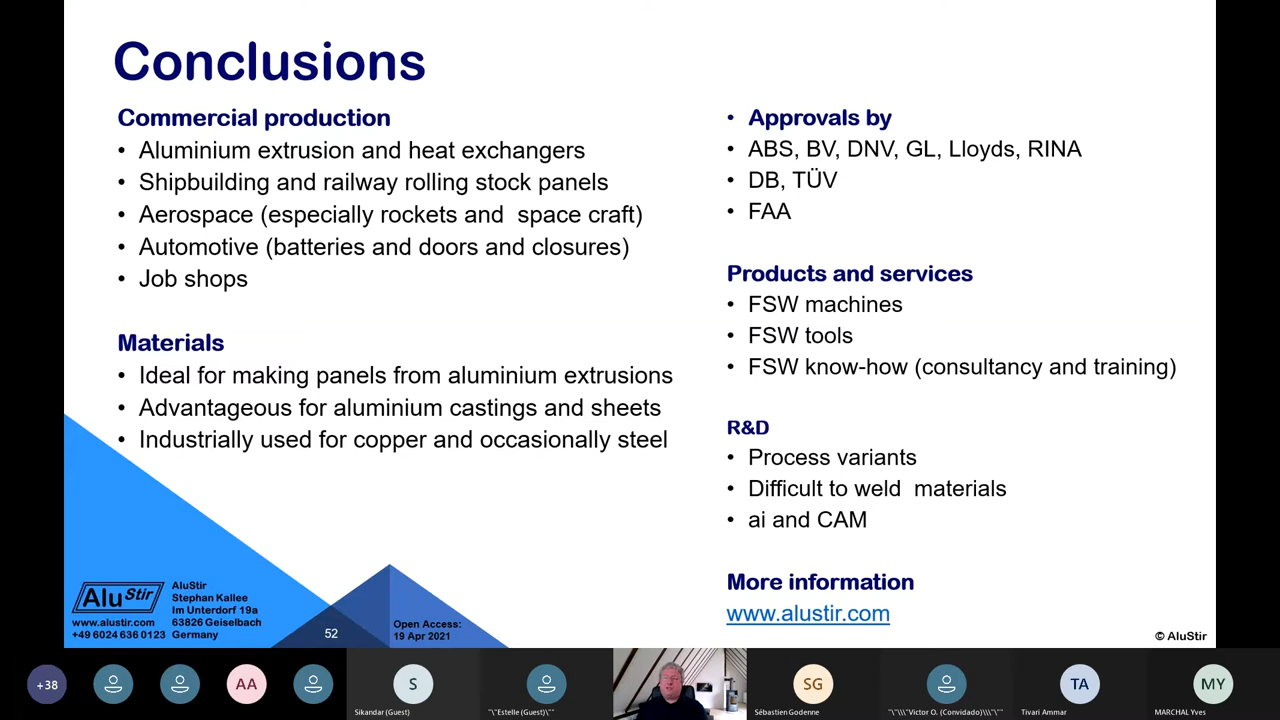 Conclusions
Commercial production
• Aluminium extrusion and heat exchangers
• Shipbuilding and railway rolling stock panels
• Aerospace (especially rockets and  space craft)
• Automotive (batteries and doors and closures)
• Job shops
Materials
• Ideal for making panels from aluminium extrusions
• Advantageous for aluminium castings and sheets
• Industrially used for copper and occasionally steel
• Approvals by
• ABS, BV, DNV, GL, Lloyds, RINA
• DB, TÜV
• FAA
Products and services
• FSW machines
• FSW tools
• FSW know-how (consultancy and training)
R&D
• Process variants
• Difficult to weld  materials
• ai and CAM
More information
www.alustir.com
AluStir
www.alustir.com
+49 6024 636 0123
AluStir
Stephan Kallee
Im Unterdorf 19a
63826 Geiselbach
Germany
52
Open Access:
19 Apr 2021
© AluStir
+38
AA
S
Sikandar (Guest)
"\"Estelle (Guest)\""
SG
Sébastien Godenne
"\"\\\"Victor O. (Convidado)\\\"\""
TA
Tivari Ammar
MY
MARCHAL Yves